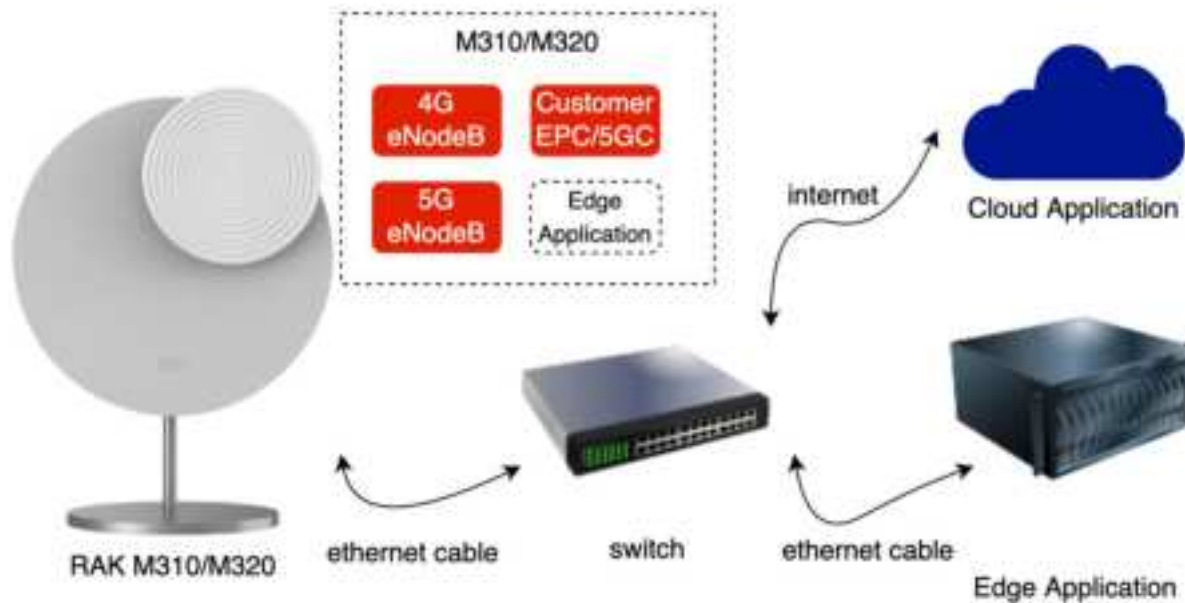 M310/M320
4G
eNodeB
Customer
EPC/5GC
5G
eNodeB
Edge
Application
internet
Cloud Application
ethernet cable
switch
ethernet cable
RAK M310/M320
Edge Application